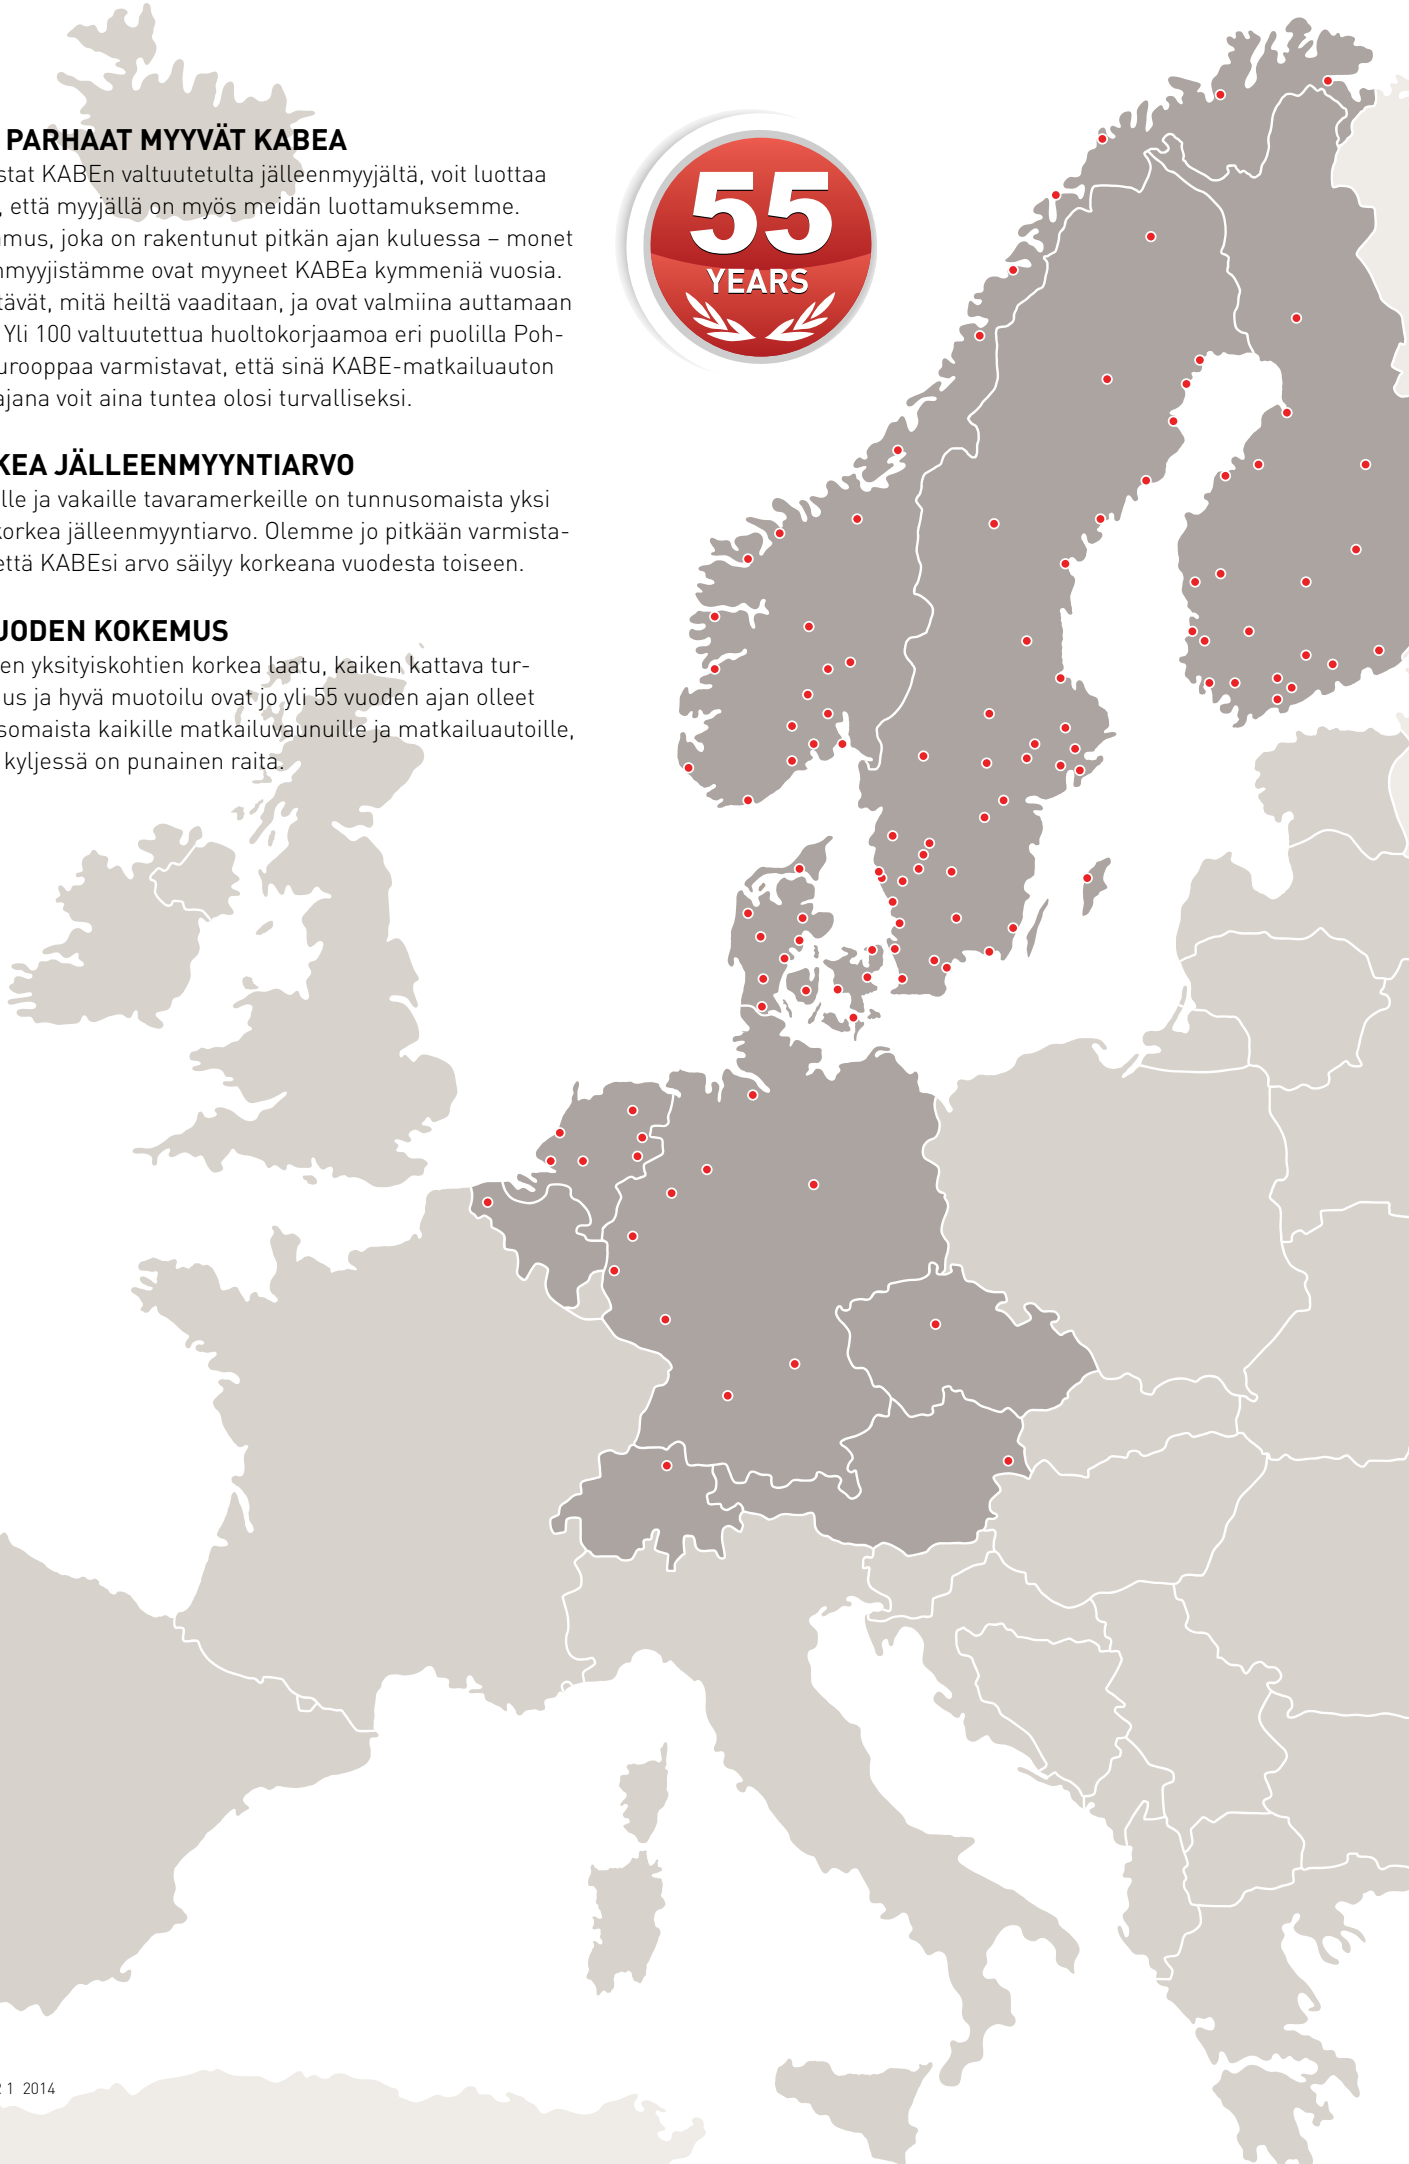 PARHAAT MYYVÄT KABEA
stat KABEn valtuutetulta jälleenmyyjältä, voit luottaa
, että myyjällä on myös meidän luottamuksemme.
mus, joka on rakentunut pitkän ajan kuluessa – monet
nmyyjistämme ovat myyneet KABEa kymmeniä vuosia.
tävät, mitä heiltä vaaditaan, ja ovat valmiina auttamaan
Yli 100 valtuutettua huoltokorjaamoa eri puolilla Poh-
urooppaa varmistavat, että sinä KABE-matkailuauton
ajana voit aina tuntea olosi turvalliseksi.
KEA JÄLLEENMYYNTIARVO
lle ja vakaille tavaramerkeille on tunnusomaista yksi
korkea jälleenmyyntiarvo. Olemme jo pitkään varmista-
että KABEsi arvo säilyy korkeana vuodesta toiseen.
UODEN KOKEMUS
en yksityiskohtien korkea laatu, kaiken kattava tur-
us ja hyvä muotoilu ovat jo yli 55 vuoden ajan olleet
somaista kaikille matkailuvaunuille ja matkailuautoille,
kyljessä on punainen raita.
55
YEARS
1 2014